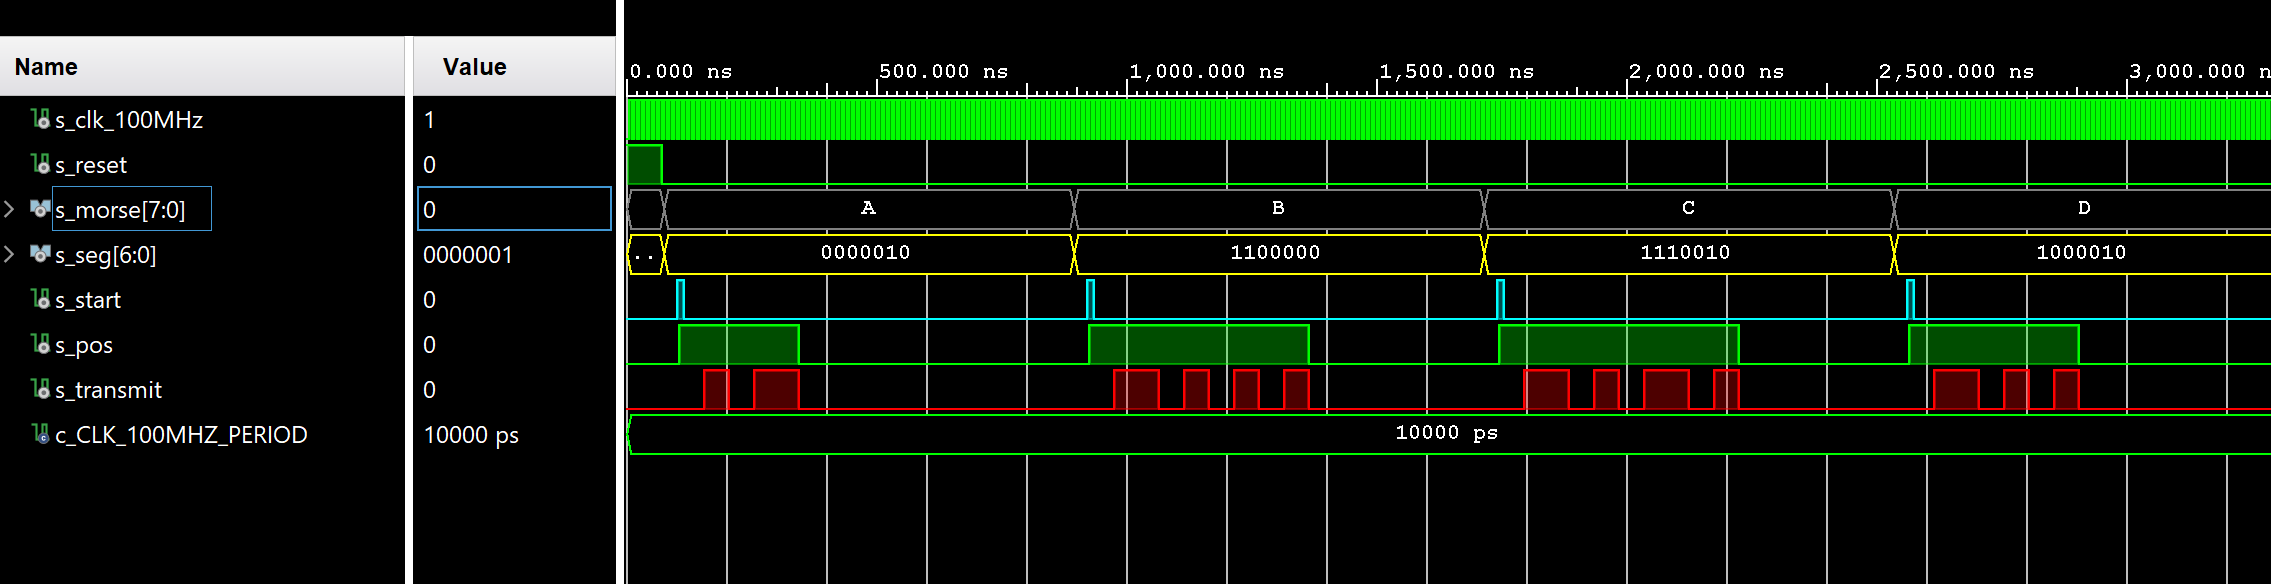 Name Value 0.000 ns 500.000 ns 1,000.000 ns 1,500.000 ns 2,000.000 ns 2,500.000 ns 3,000.000 n
s_clk_100MHz 1
s_reset 0
s_morse[7:0] 0 A B C D
s_seg[6:0] 0000001 .. 0000010 1100000 1110010 1000010
s_start 0
s_pos 0
s_transmit 0
c_CLK_100MHZ_PERIOD 10000 ps 10000 ps